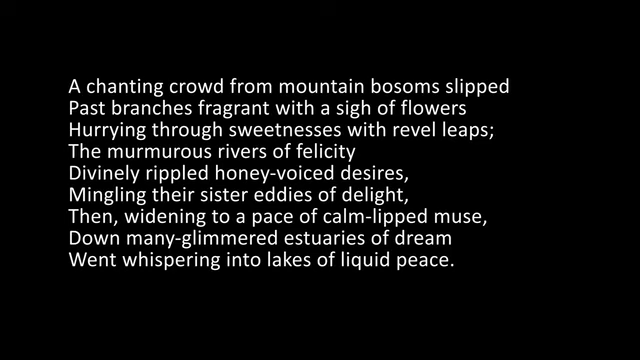 A chanting crowd from mountain bosoms slipped
Past branches fragrant with a sigh of flowers
Hurrying through sweetnesses with revel leaps;
The murmurous rivers of felicity
Divinely rippled honey-voiced desires,
Mingling their sister eddies of delight,
Then, widening to a pace of calm-lipped muse,
Down many-glimmered estuaries of dream
Went whispering into lakes of liquid peace.